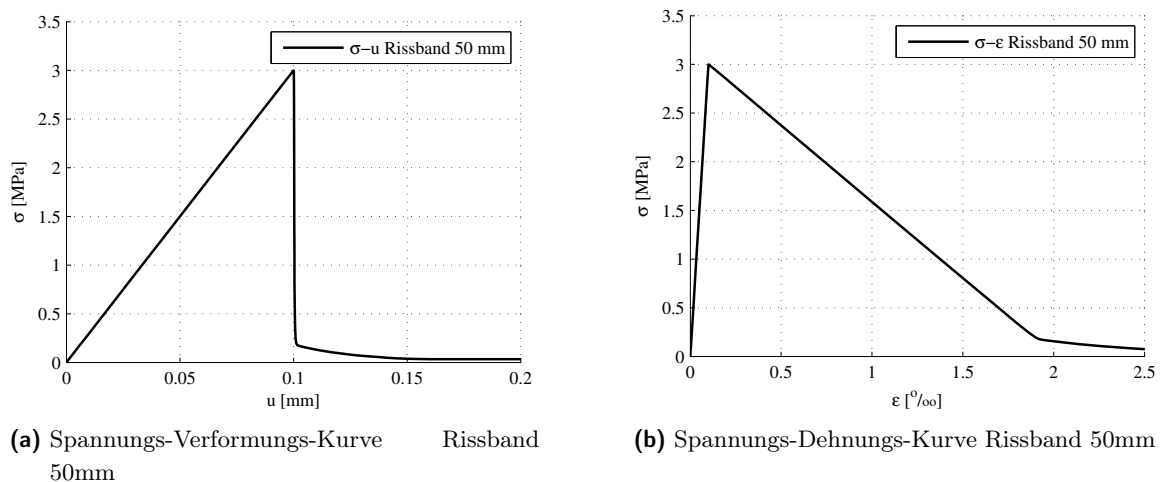 3.5
3
2.5
2
1.5
1
0.5
0
σ [MPa]
σ−u Rissband 50 mm
0 0.05 0.1 0.15 0.2
u [mm]
(a) Spannungs-Verformungs-Kurve Rissband
50mm
3.5
3
2.5
2
1.5
1
0.5
0
σ [MPa]
σ−ε Rissband 50 mm
0 0.5 1 1.5 2 2.5
ε [°/oo]
(b) Spannungs-Dehnungs-Kurve Rissband 50mm